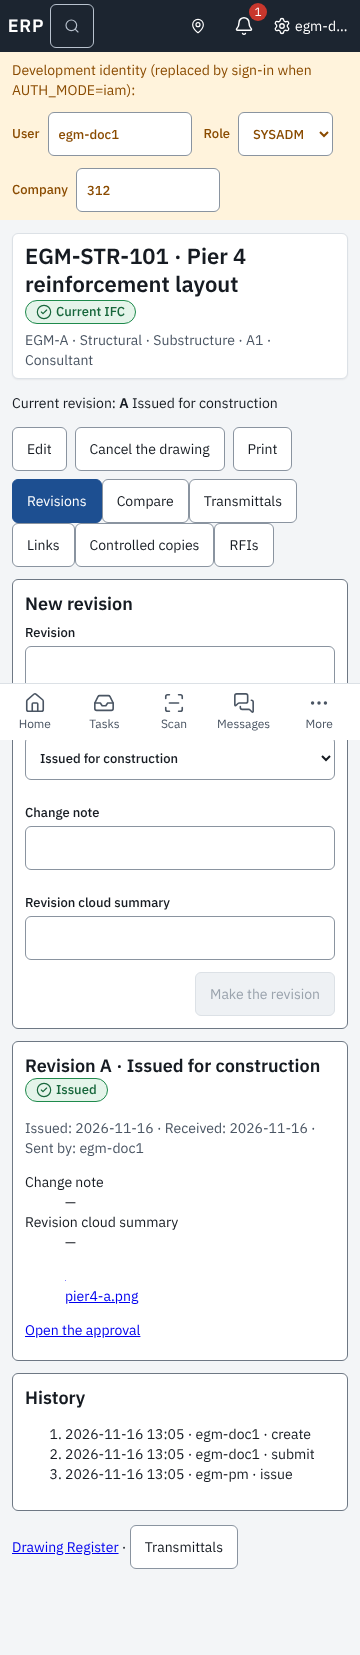 ERP
1
egm-d...
Development identity (replaced by sign-in when
AUTH_MODE=iam):
User egm-doc1 Role SYSADM
Company 312
EGM-STR-101 · Pier 4
reinforcement layout
Current IFC
EGM-A · Structural · Substructure · A1 ·
Consultant
Current revision: A Issued for construction
Edit Cancel the drawing Print
Revisions Compare Transmittals
Links Controlled copies RFIs
New revision
Revision
Home Tasks Scan Messages More
Issued for construction
Change note
Revision cloud summary
Make the revision
Revision A · Issued for construction
Issued
Issued: 2026-11-16 · Received: 2026-11-16 ·
Sent by: egm-doc1
Change note
—
Revision cloud summary
—
pier4-a.png
Open the approval
History
1. 2026-11-16 13:05 · egm-doc1 · create
2. 2026-11-16 13:05 · egm-doc1 · submit
3. 2026-11-16 13:05 · egm-pm · issue
Drawing Register · Transmittals